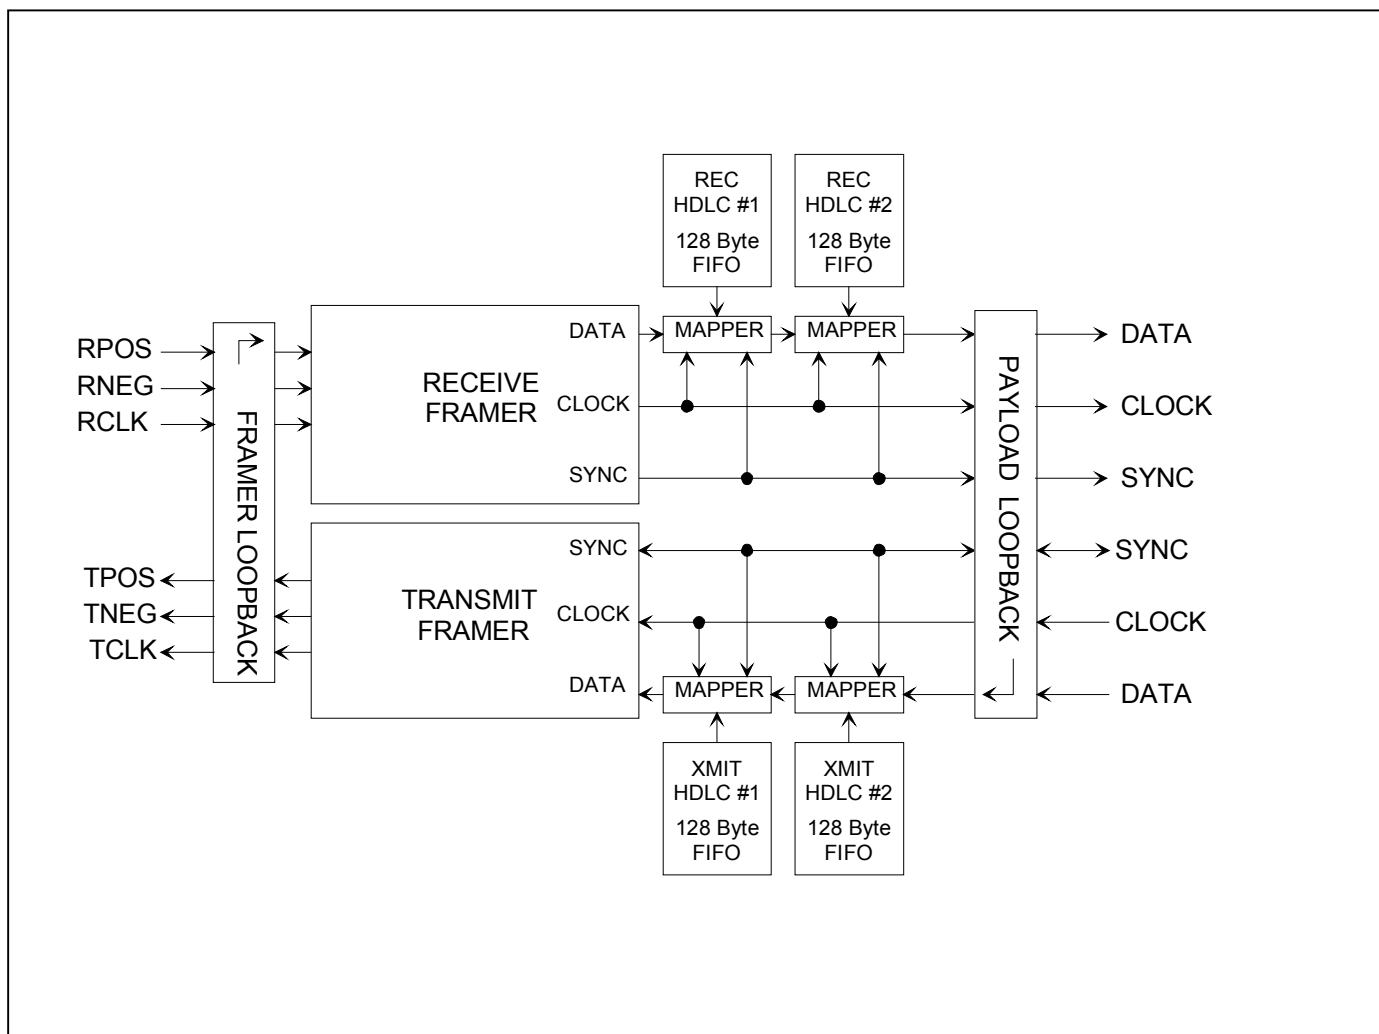 REC
HDLC #1
128 Byte
FIFO
REC
HDLC #2
128 Byte
FIFO
RPOS
RNEG
RCLK
TPOS
TNEG
TCLK
FRAMER LOOPBACK
RECEIVE
FRAMER
DATA
CLOCK
SYNC
MAPPER
MAPPER
TRANSMIT
FRAMER
SYNC
CLOCK
DATA
MAPPER
MAPPER
XMIT
HDLC #1
128 Byte
FIFO
XMIT
HDLC #2
128 Byte
FIFO
PAYLOAD LOOPBACK
DATA
CLOCK
SYNC
SYNC
CLOCK
DATA